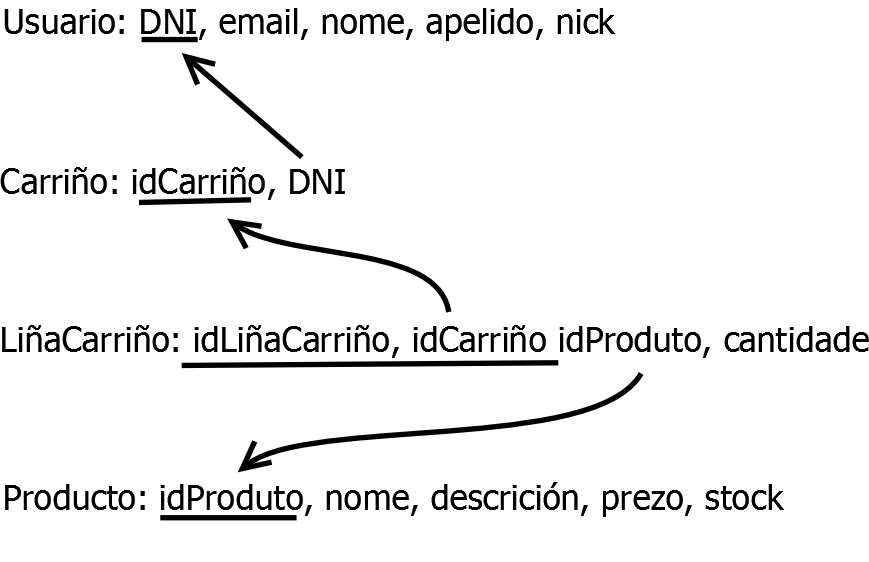 Usuario: DNI, email, nome, apelido, nick
Carriño: idCarriño, DNI
LiñaCarriño: idLiñaCarriño, idCarriño idProduto, cantidade
Producto: idProduto, nome, descrición, prezo, stock